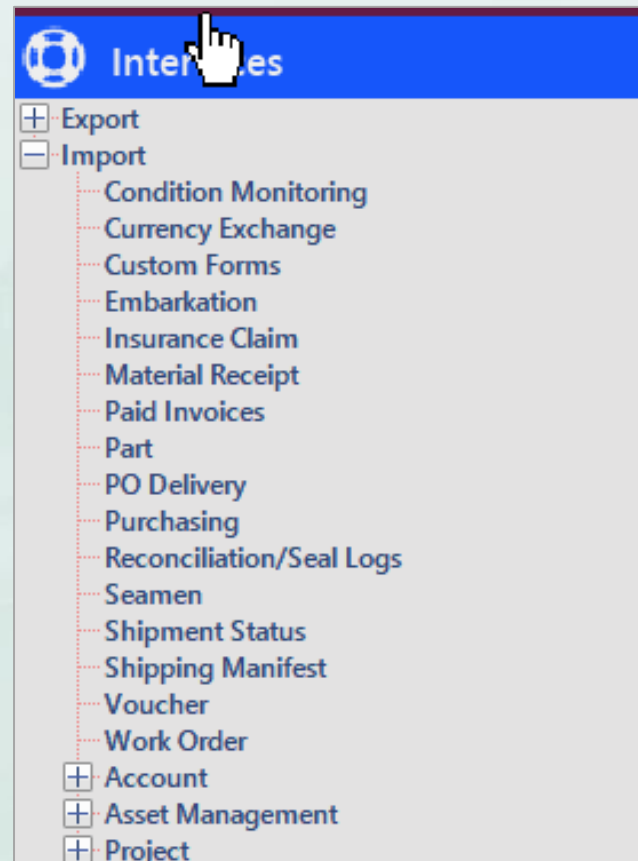 Interfaces
Export
Import
Condition Monitoring
Currency Exchange
Custom Forms
Embarkation
Insurance Claim
Material Receipt
Paid Invoices
Part
PO Delivery
Purchasing
Reconciliation/Seal Logs
Seamen
Shipment Status
Shipping Manifest
Voucher
Work Order
Account
Asset Management
Project